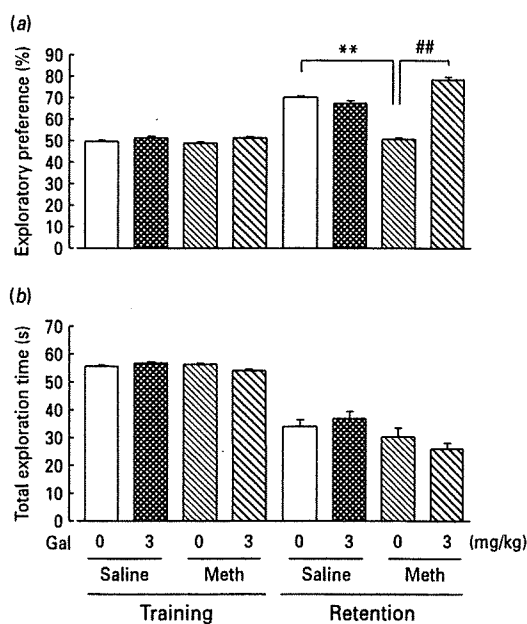 (a)
Exploratory preference (%)
90
80
70
60
50
40
30
20
10
0
** ##
(b)
Total exploration time (s)
70
60
50
40
30
20
10
0
Gal 0 3 0 3 0 3 0 3 (mg/kg)
Saline Meth Saline Meth
Training Retention